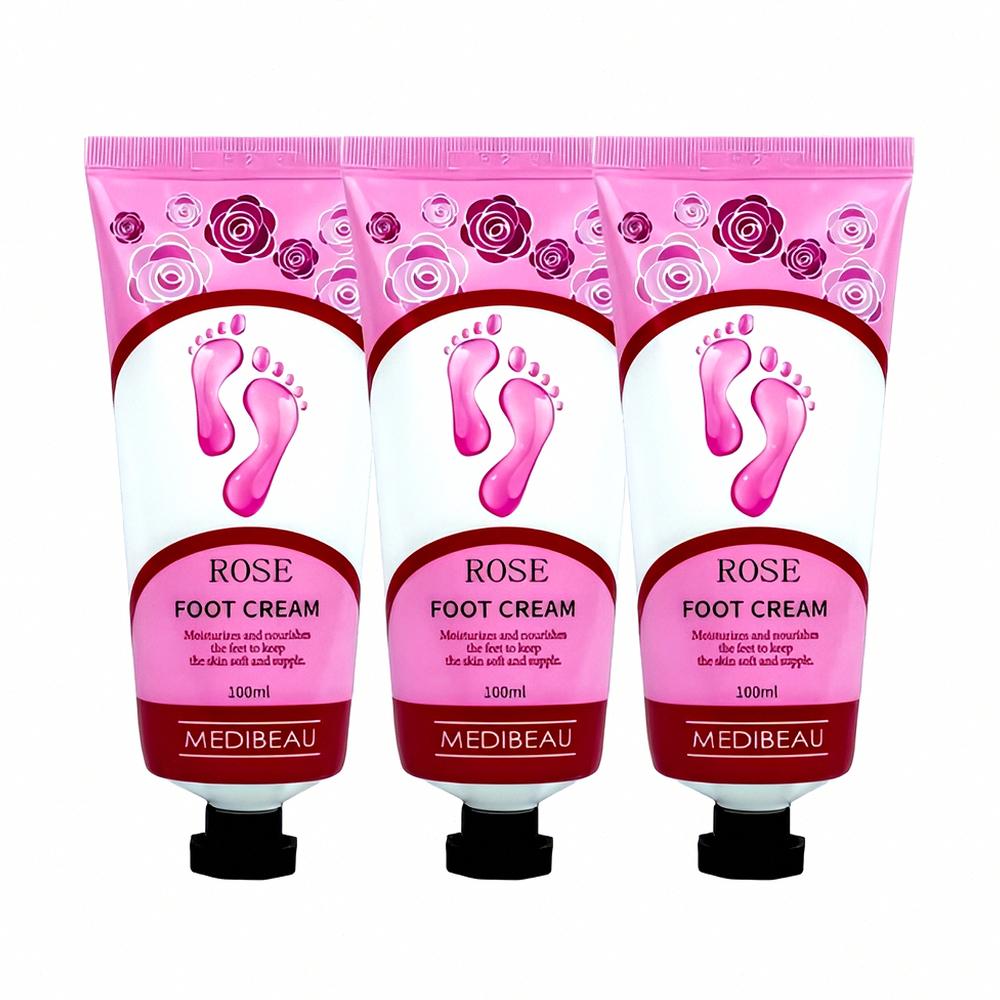 ROSE
FOOT CREAM
Moisturizes and nourishes
the feet to keep
the skin soft and supple.
100ml
MEDIBEAU
ROSE
FOOT CREAM
Moisturizes and nourishes
the feet to keep
the skin soft and supple.
100ml
MEDIBEAU
ROSE
FOOT CREAM
Moisturizes and nourishes
the feet to keep
the skin soft and supple.
100ml
MEDIBEAU